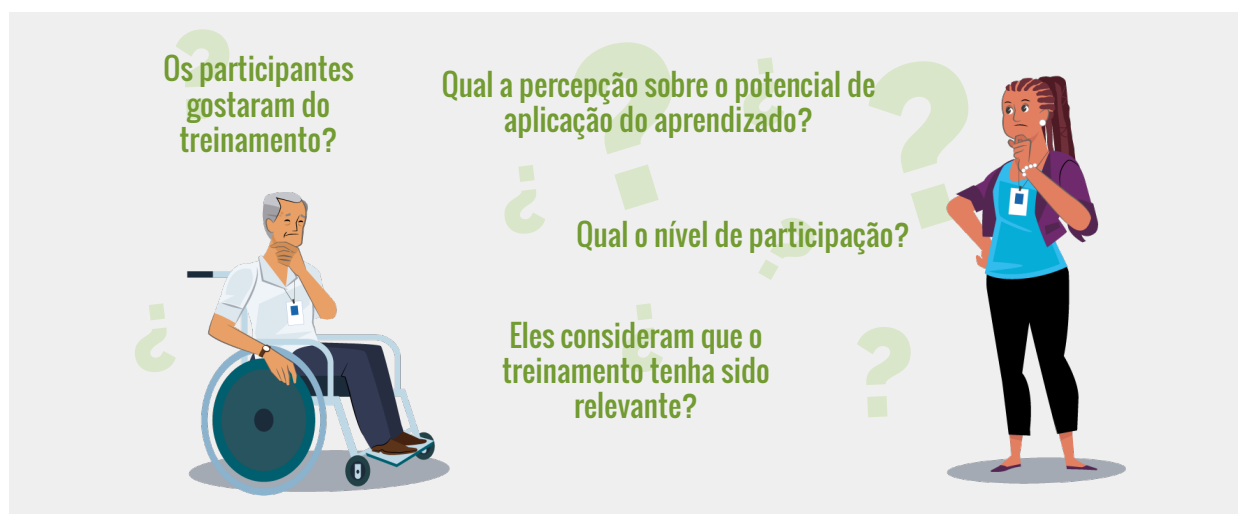 Os participantes
gostaram do
treinamento?
Qual a percepção sobre o potencial de
aplicação do aprendizado?
Qual o nível de participação?
Eles consideram que o
treinamento tenha sido
relevante?